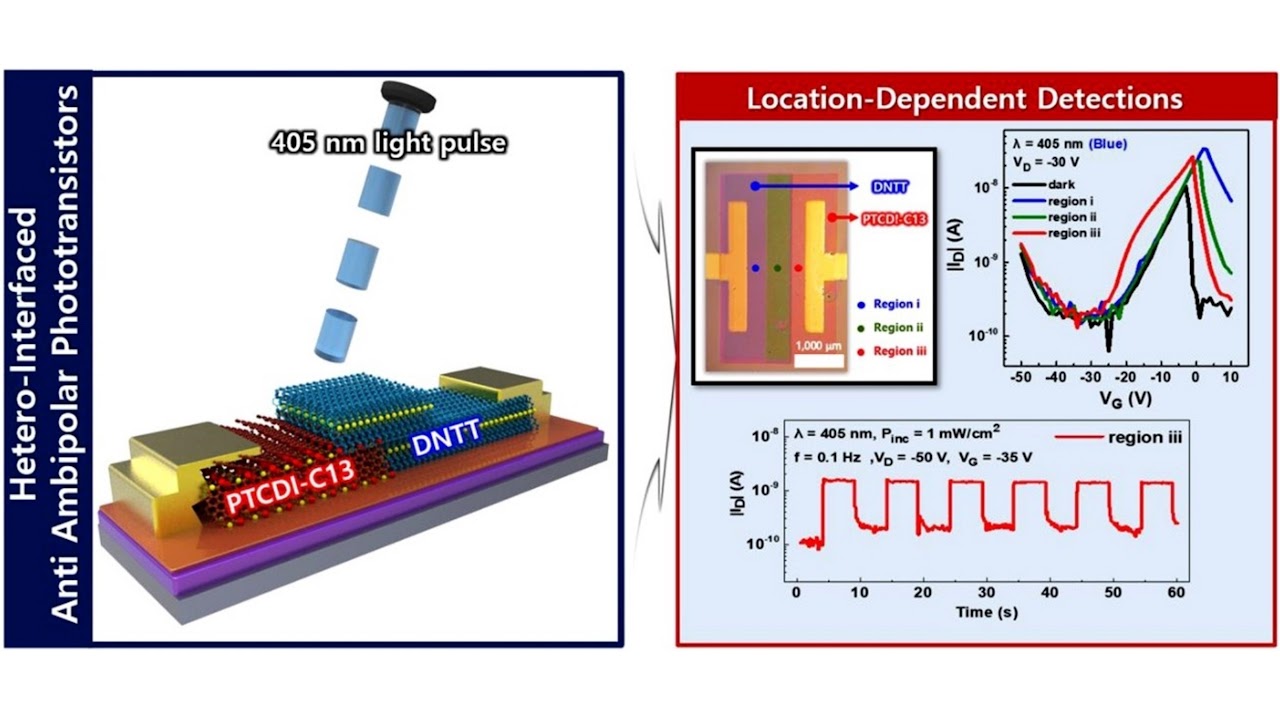 Hetero-Interfaced
Anti Ambipolar Phototransistors
405 nm light pulse
PTCDI-C13
DNTT
Location-Dependent Detections
DNTT
PTCDI-C13
Region i
Region ii
Region iii
1,000 μm
λ = 405 nm (Blue)
V_D = -30 V
dark
region i
region ii
region iii
|I_D| (A)
10⁻⁸
10⁻⁹
10⁻¹⁰
-50 -40 -30 -20 -10 0 10
V_G (V)
λ = 405 nm, P_inc = 1 mW/cm²
f = 0.1 Hz ,V_D = -50 V, V_G = -35 V
region iii
|I_D| (A)
10⁻⁸
10⁻⁹
10⁻¹⁰
0 10 20 30 40 50 60
Time (s)